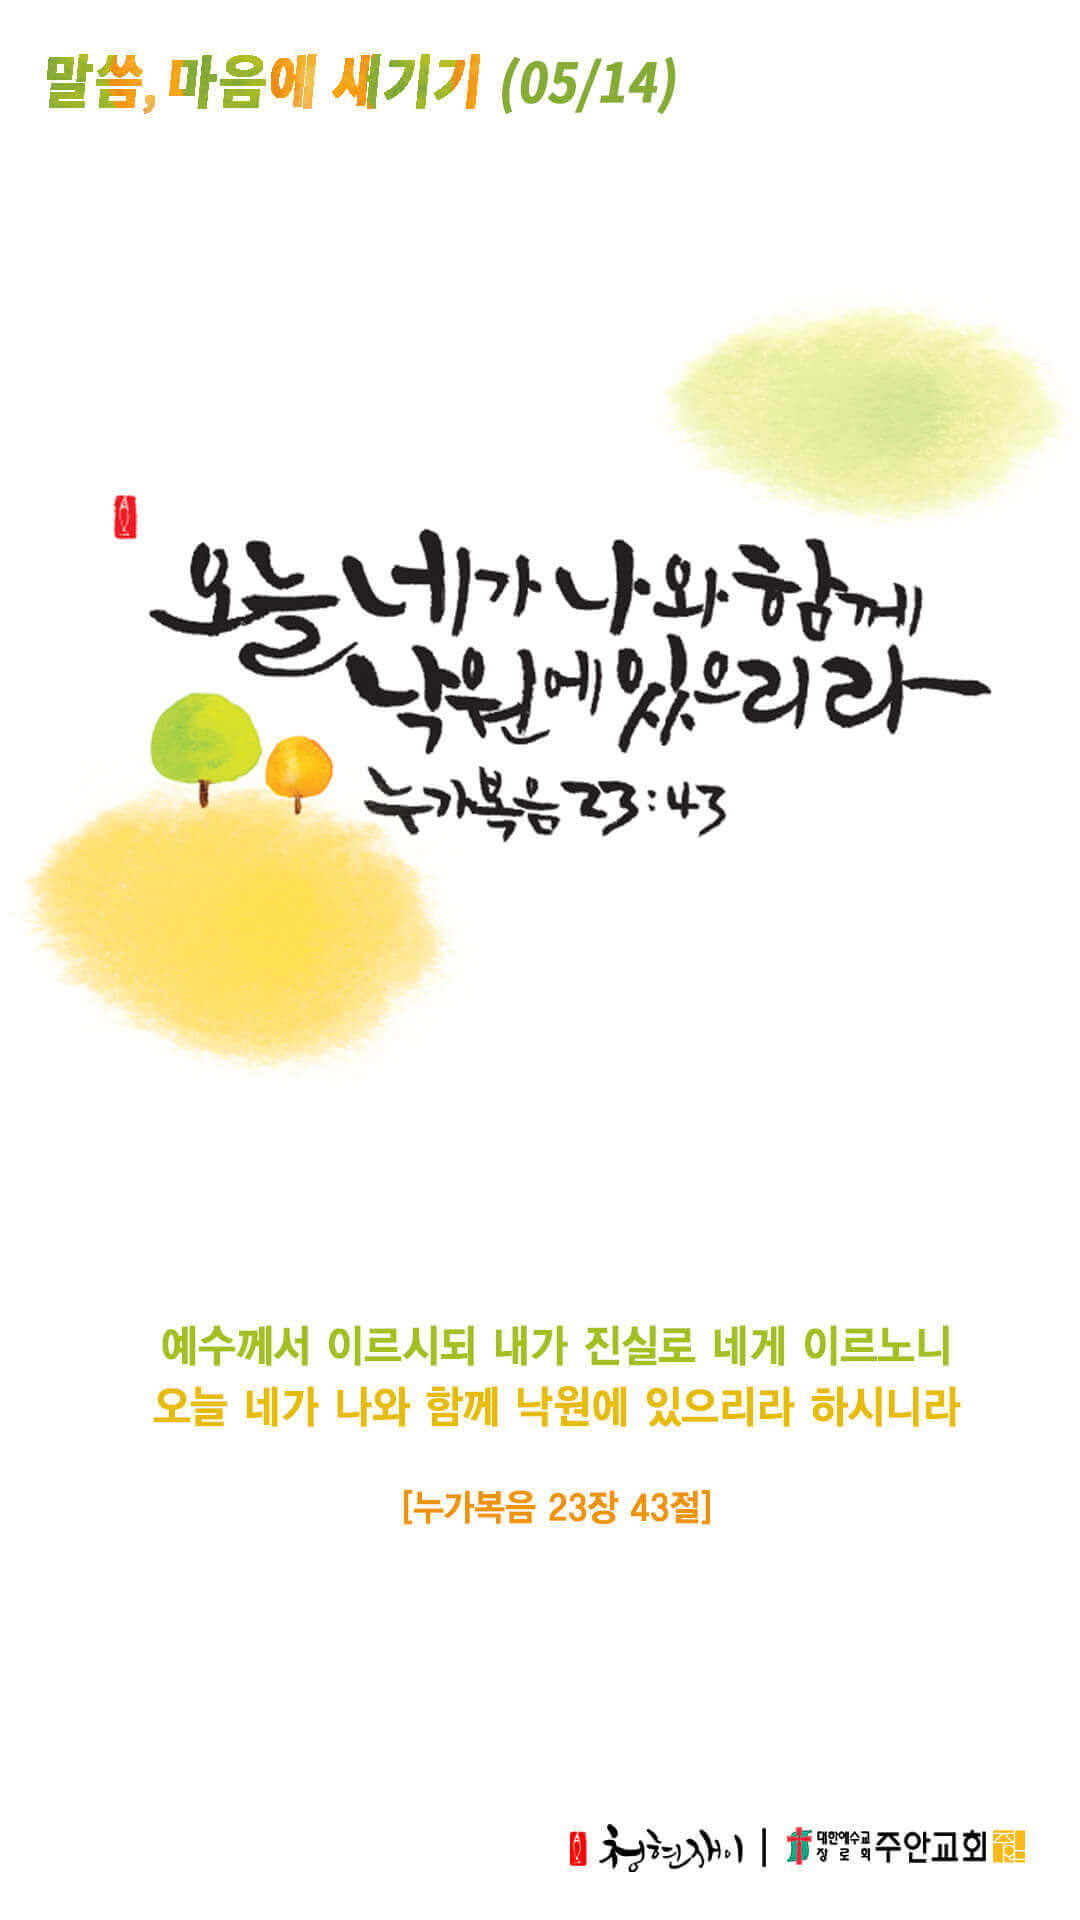 말씀, 마음에 새기기 (05/14)
오늘 네가 나와 함께
낙원에 있으리라
누가복음 23:43
예수께서 이르시되 내가 진실로 네게 이르노니
오늘 네가 나와 함께 낙원에 있으리라 하시니라
[누가복음 23장 43절]
청현재이 | 대한예수교장로회 주안교회